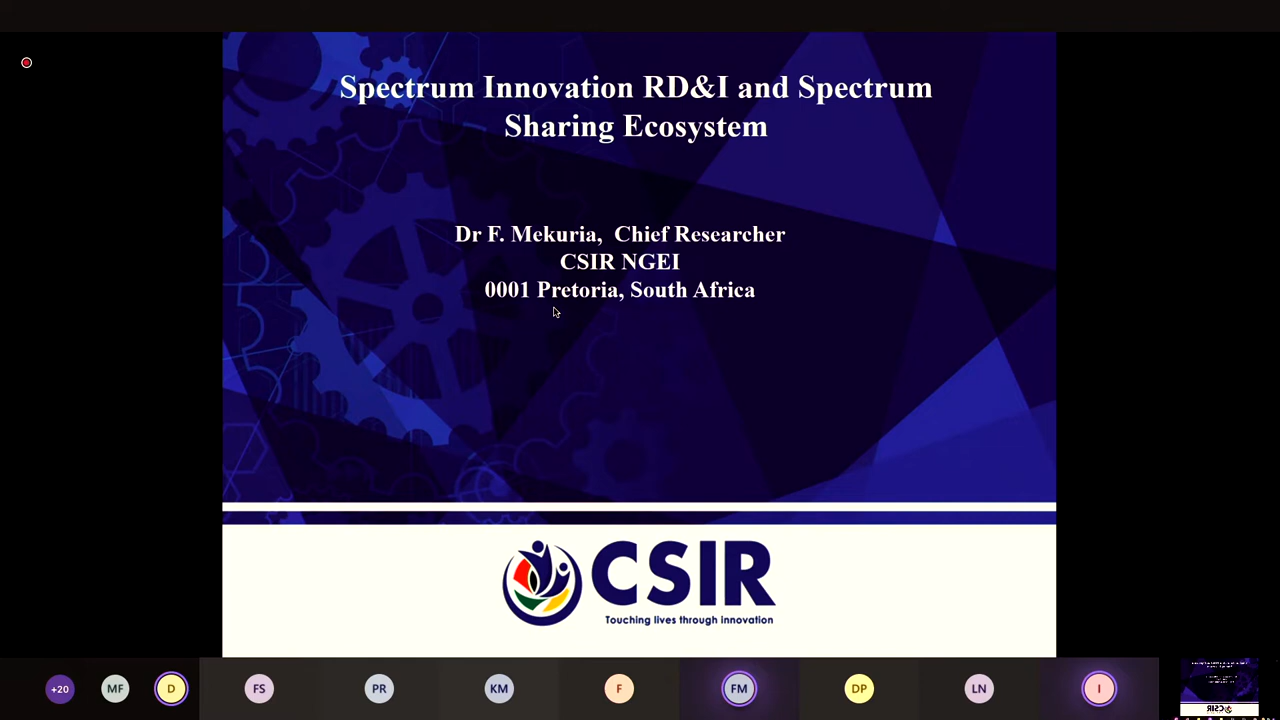 Spectrum Innovation RD&I and Spectrum
Sharing Ecosystem
Dr F. Mekuria, Chief Researcher
CSIR NGEI
0001 Pretoria, South Africa
CSIR
Touching lives through innovation
+20
MF
D
FS
PR
KM
F
FM
DP
LN
I